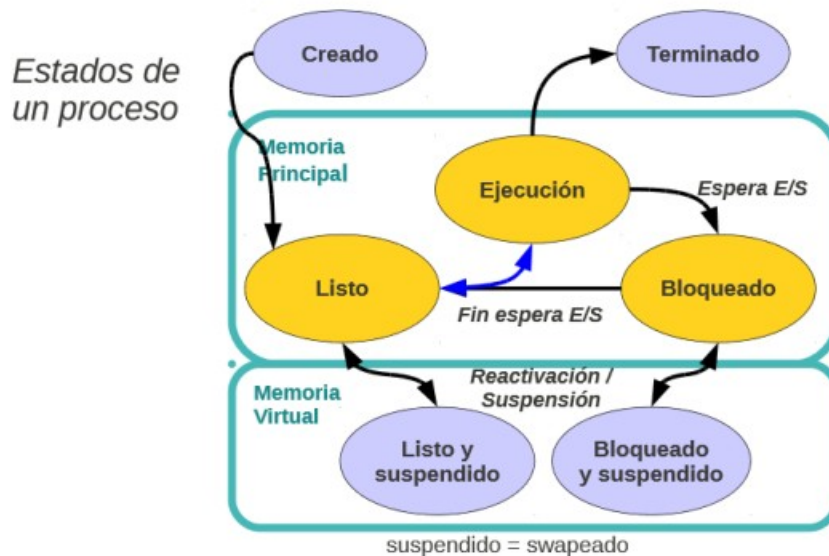 Creado
Terminado
Estados de
un proceso
Memoria
Principal
Ejecución
Espera E/S
Listo
Bloqueado
Fin espera E/S
Reactivación /
Suspensión
Memoria
Virtual
Listo y
suspendido
Bloqueado
y suspendido
suspendido = swapeado